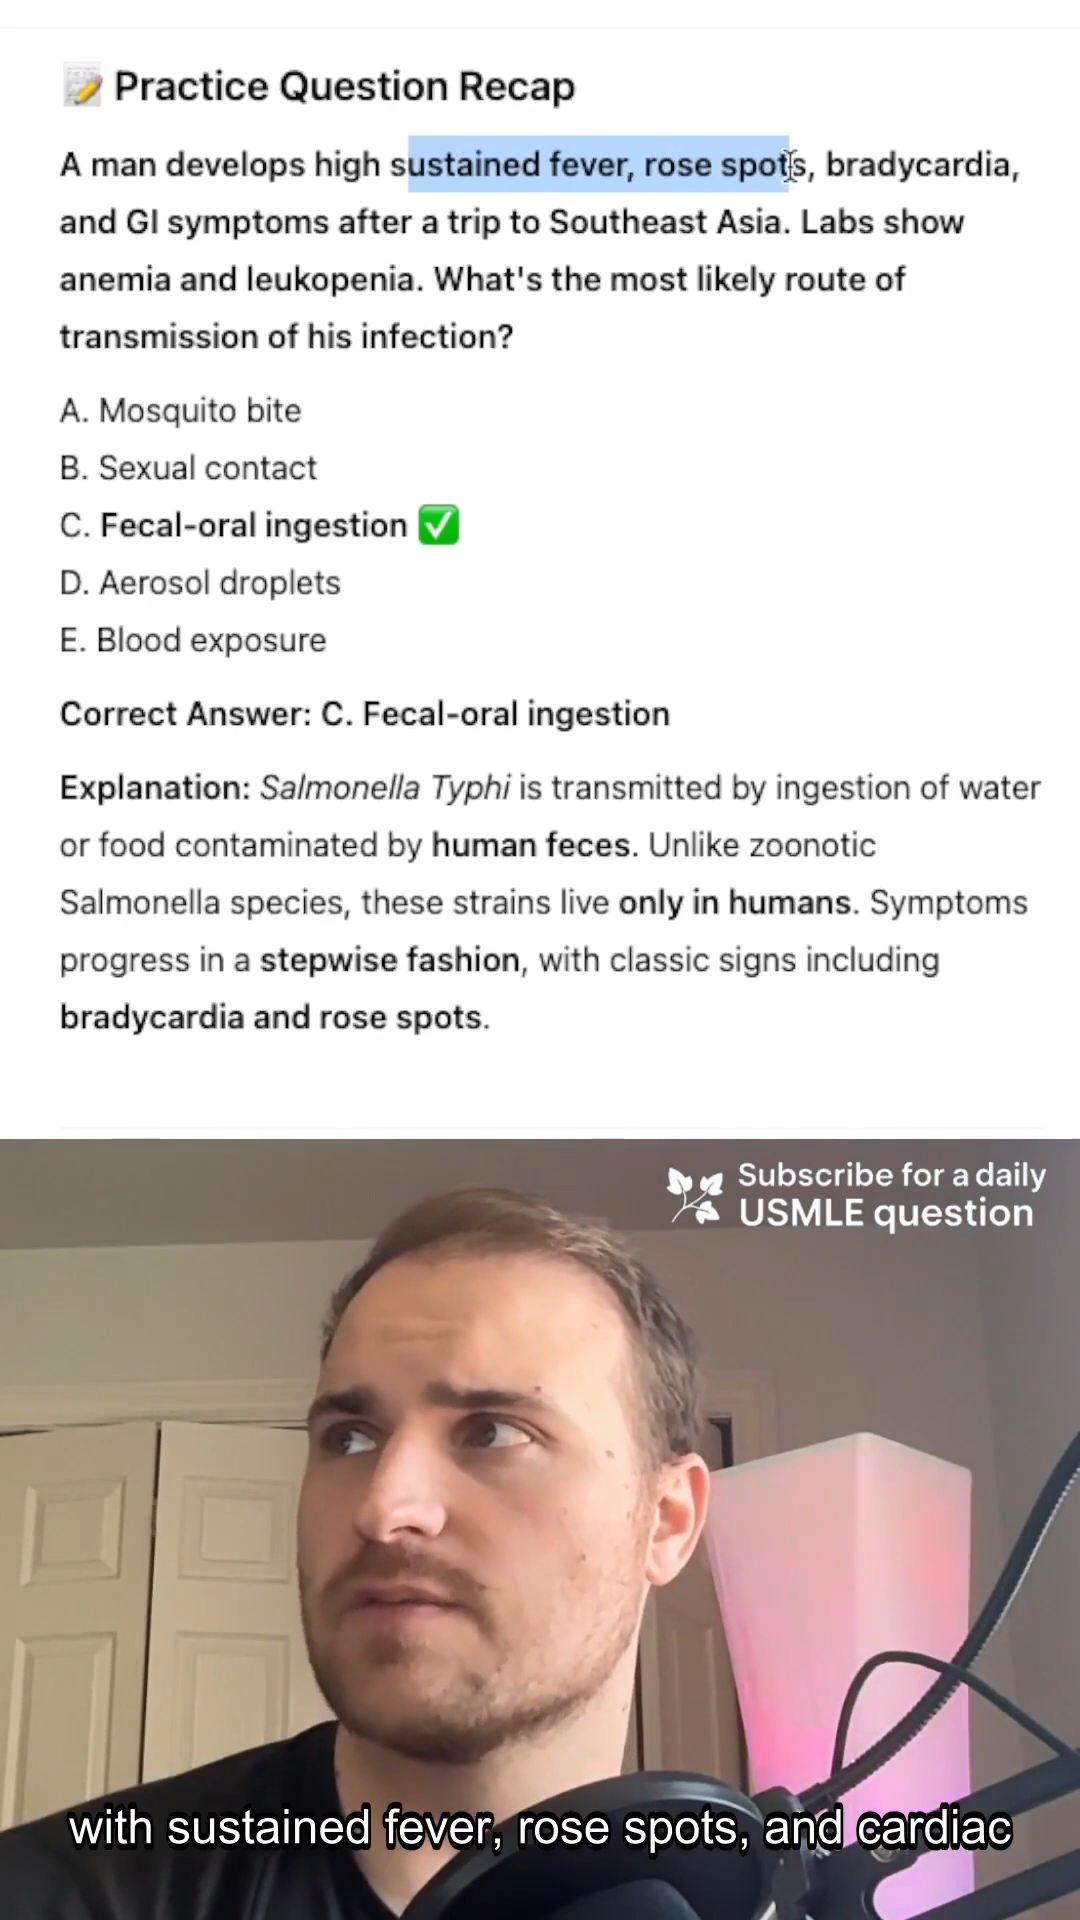 📝 Practice Question Recap
A man develops high sustained fever, rose spots, bradycardia,
and GI symptoms after a trip to Southeast Asia. Labs show
anemia and leukopenia. What's the most likely route of
transmission of his infection?
A. Mosquito bite
B. Sexual contact
C. Fecal-oral ingestion ✅
D. Aerosol droplets
E. Blood exposure
Correct Answer: C. Fecal-oral ingestion
Explanation: Salmonella Typhi is transmitted by ingestion of water
or food contaminated by human feces. Unlike zoonotic
Salmonella species, these strains live only in humans. Symptoms
progress in a stepwise fashion, with classic signs including
bradycardia and rose spots.
Subscribe for a daily
USMLE question
with sustained fever, rose spots, and cardiac